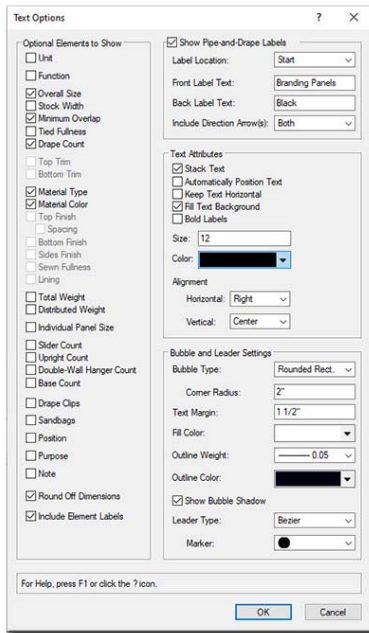 Text Options
?
Optional Elements to Show
Unit
Function
Overall Size
Stock Width
Minimum Overlap
Tied Fullness
Drape Count
Top Trim
Bottom Trim
Material Type
Material Color
Top Finish
Spacing
Bottom Finish
Sides Finish
Sewn Fullness
Lining
Total Weight
Distributed Weight
Individual Panel Size
Slider Count
Upright Count
Double-Wall Hanger Count
Base Count
Drape Clips
Sandbags
Position
Purpose
Note
Round Off Dimensions
Include Element Labels
Show Pipe-and-Drape Labels
Label Location: Start
Front Label Text: Branding Panels
Back Label Text: Black
Include Direction Arrow(s): Both
Text Attributes
Stack Text
Automatically Position Text
Keep Text Horizontal
Fill Text Background
Bold Labels
Size: 12
Color:
Alignment
Horizontal: Right
Vertical: Center
Bubble and Leader Settings
Bubble Type: Rounded Rect.
Corner Radius: 2"
Text Margin: 1 1/2"
Fill Color:
Outline Weight: 0.05
Outline Color:
Show Bubble Shadow
Leader Type: Bezier
Marker:
For Help, press F1 or click the ? icon.
OK
Cancel